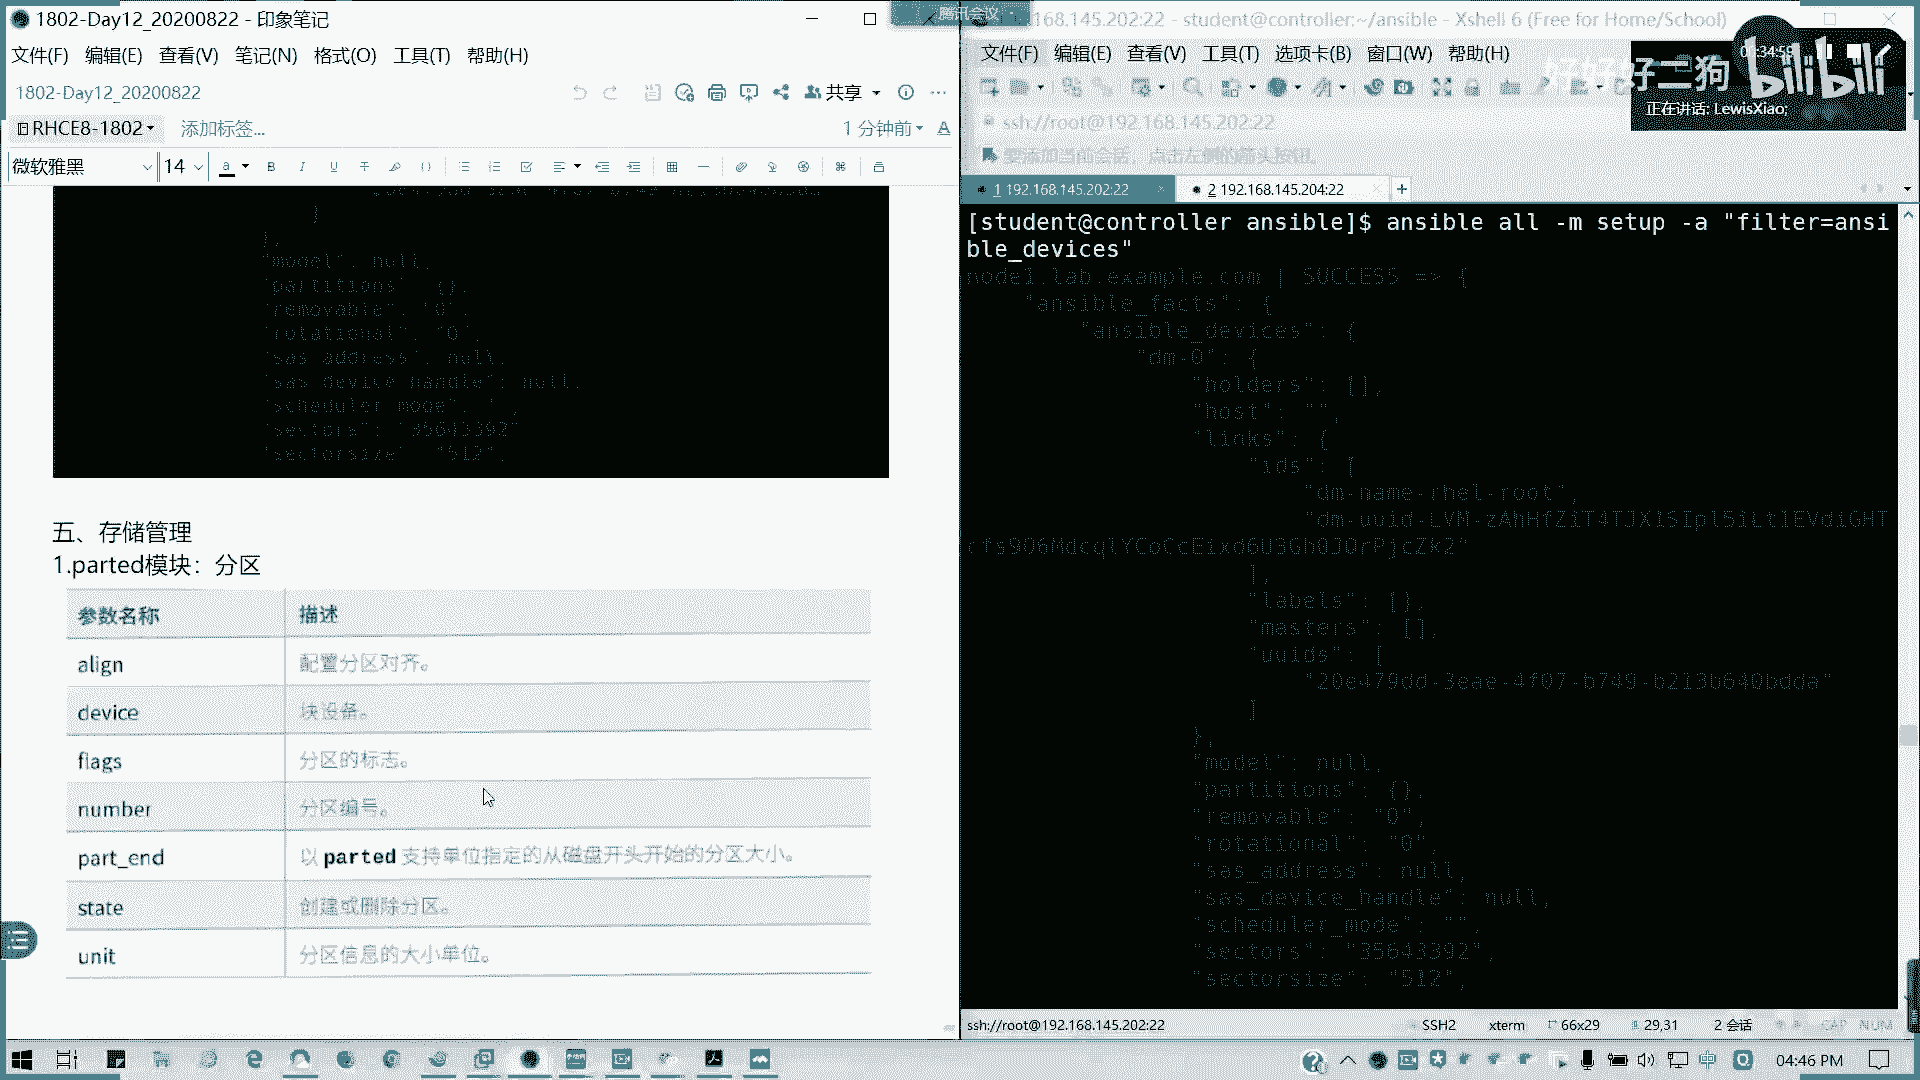 1802-Day12_20200822 - 印象笔记
文件(F) 编辑(E) 查看(V) 笔记(N) 格式(O) 工具(T) 帮助(H)
1802-Day12_20200822
共享
RHCE8-1802
添加标签...
1 分钟前
微软雅黑
14
"model": null,
"partitions": {},
"removable": "0",
"rotational": "0",
"sas_address": null,
"sas_device_handle": null,
"scheduler_mode": "",
"sectors": "35643392",
"sectorsize": "512",
五、存储管理
1.parted模块：分区
参数名称 描述
align 配置分区对齐。
device 块设备。
flags 分区的标志。
number 分区编号。
part_end 以 parted 支持单位指定的从磁盘开头开始的分区大小。
state 创建或删除分区。
unit 分区信息的大小单位。
腾讯会议
168.145.202:22 - student@controller:~/ansible - Xshell 6 (Free for Home/School)
文件(F) 编辑(E) 查看(V) 工具(T) 选项卡(B) 窗口(W) 帮助(H)
bilibili
正在讲话: LewisXiao;
ssh://root@192.168.145.202:22
要添加当前会话，点击左侧的箭头按钮。
1 192.168.145.202:22
2 192.168.145.204:22
[student@controller ansible]$ ansible all -m setup -a "filter=ansi
ble_devices"
node1.lab.example.com | SUCCESS => {
"ansible_facts": {
"ansible_devices": {
"dm-0": {
"holders": [],
"host": "",
"links": {
"ids": [
"dm-name-rhel-root",
],
"labels": [],
"masters": [],
"uuids": [
"20e479dd-3eae-4f07-b749-b213b640bdda"
]
},
"model": null,
"partitions": {},
"removable": "0",
"rotational": "0",
"sas_address": null,
"sas_device_handle": null,
"scheduler_mode": "",
"sectors": "35643392",
"sectorsize": "512",
ssh://root@192.168.145.202:22
SSH2
xterm
66x29
29,31
2 会话
CAP NUM
04:46 PM